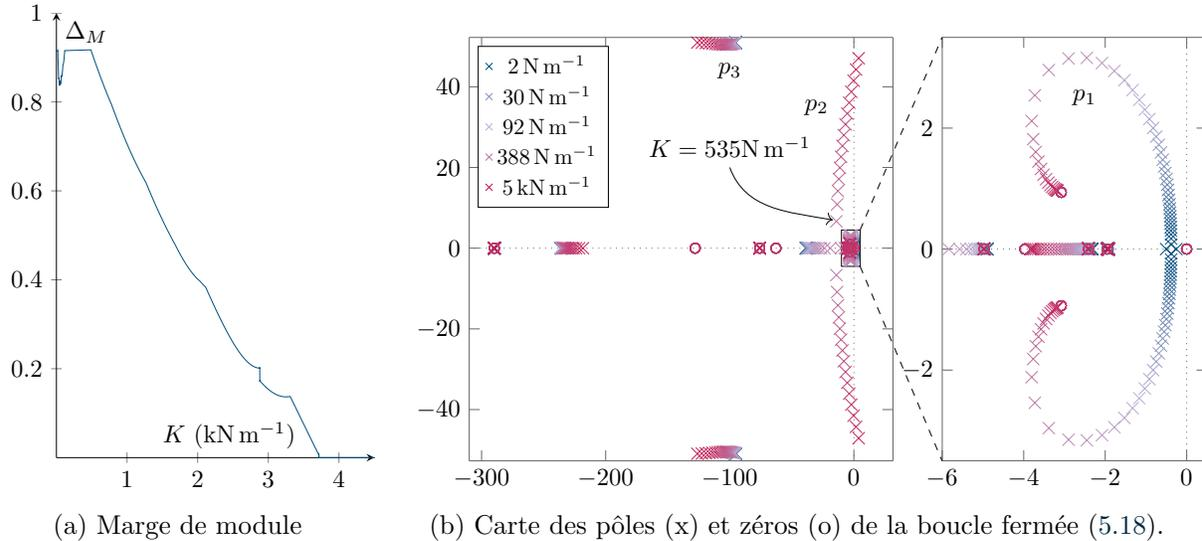 1
Δ_M
0.8
0.6
0.4
0.2
K (kN m⁻¹)
1 2 3 4
(a) Marge de module
2 N m⁻¹
30 N m⁻¹
92 N m⁻¹
388 N m⁻¹
5 kN m⁻¹
p₃
p₂
K = 535N m⁻¹
40
20
0
−20
−40
−300 −200 −100 0
p₁
2
0
−2
−6 −4 −2 0
(b) Carte des pôles (x) et zéros (o) de la boucle fermée (5.18).